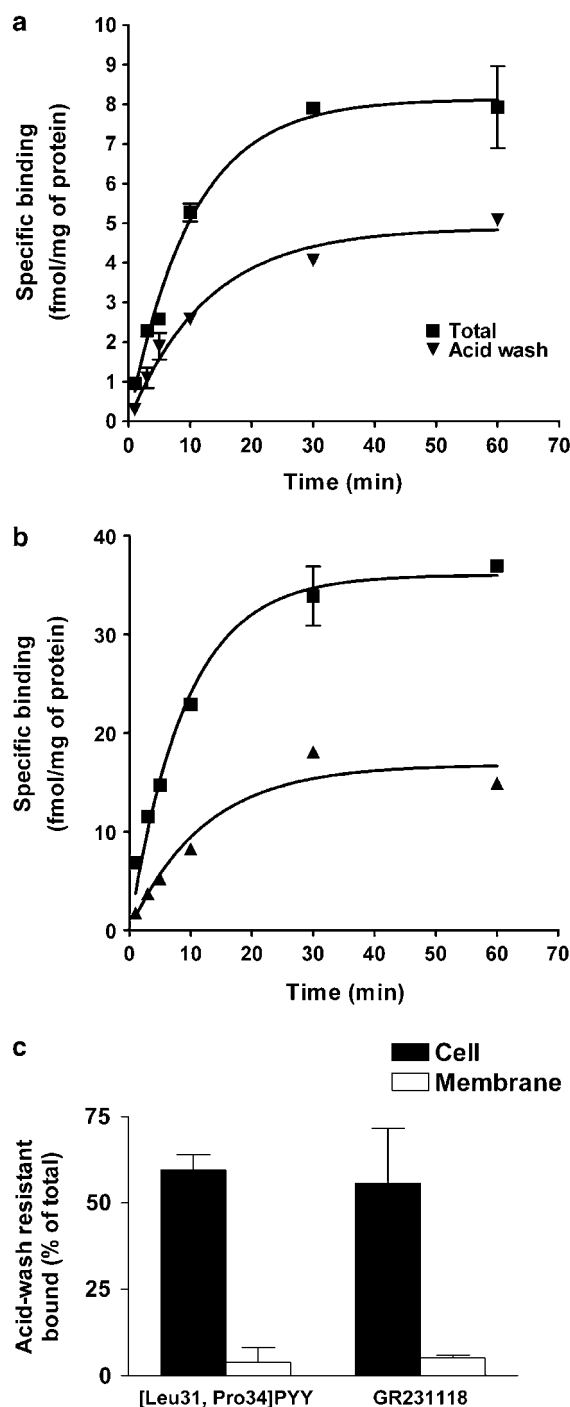 a
10
9
8
7
6
5
4
3
2
1
0
Specific binding
(fmol/mg of protein)
Total
Acid wash
0 10 20 30 40 50 60 70
Time (min)
b
40
30
20
10
0
Specific binding
(fmol/mg of protein)
0 10 20 30 40 50 60 70
Time (min)
c
Cell
Membrane
75
50
25
0
Acid-wash resistant
bound (% of total)
[Leu31, Pro34]PYY GR231118